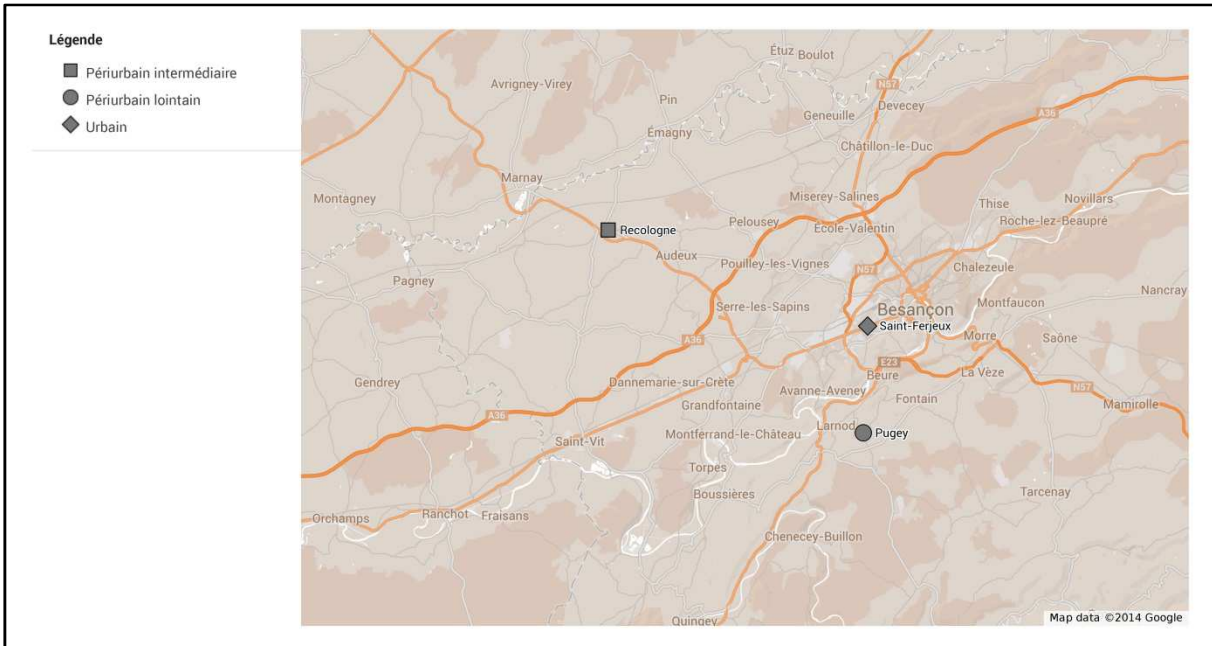 Légende
Périurbain intermédiaire
Périurbain lointain
Urbain
Étuz
Boulot
N57
Avrigney-Virey
Pin
Devecey
Geneuille
A36
Émagny
Châtillon-le-Duc
Marnay
Miserey-Salines
Montagney
Thise
Novillars
Pelousey
Roche-lez-Beaupré
Recologne
École-Valentin
Audeux
Pouilley-les-Vignes
N57
Chalezeule
Pagney
Nancray
Serre-les-Sapins
Besançon
Montfaucon
Saint-Ferjeux
A36
Morre
Saône
E23
Gendrey
Dannemarie-sur-Crète
Beure
La Vèze
N57
Avanne-Aveney
Fontain
Mamirolle
Grandfontaine
A36
Larnod
Saint-Vit
Montferrand-le-Château
Pugey
Torpes
Boussières
Tarcenay
Orchamps
Ranchot
Fraisans
Chenecey-Buillon
Quingey
Map data ©2014 Google